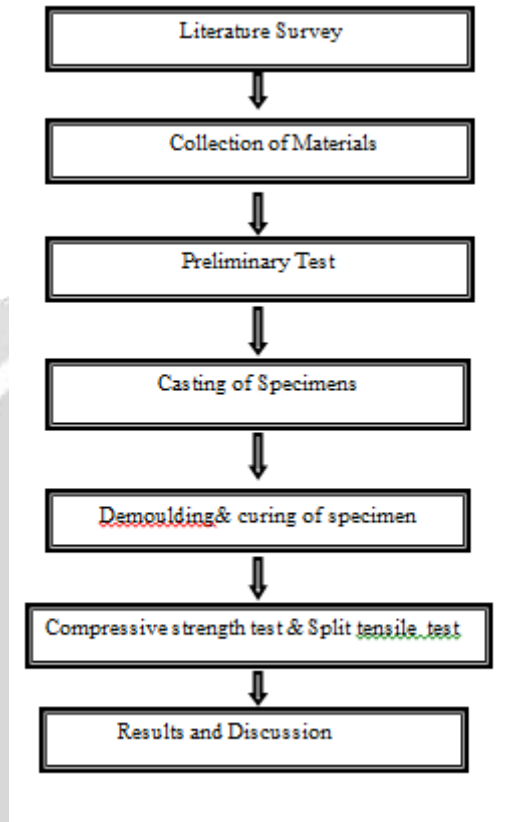 Literature Survey
Collection of Materials
Preliminary Test
Casting of Specimens
Demoulding& curing of specimen
Compressive strength test & Split tensile test
Results and Discussion